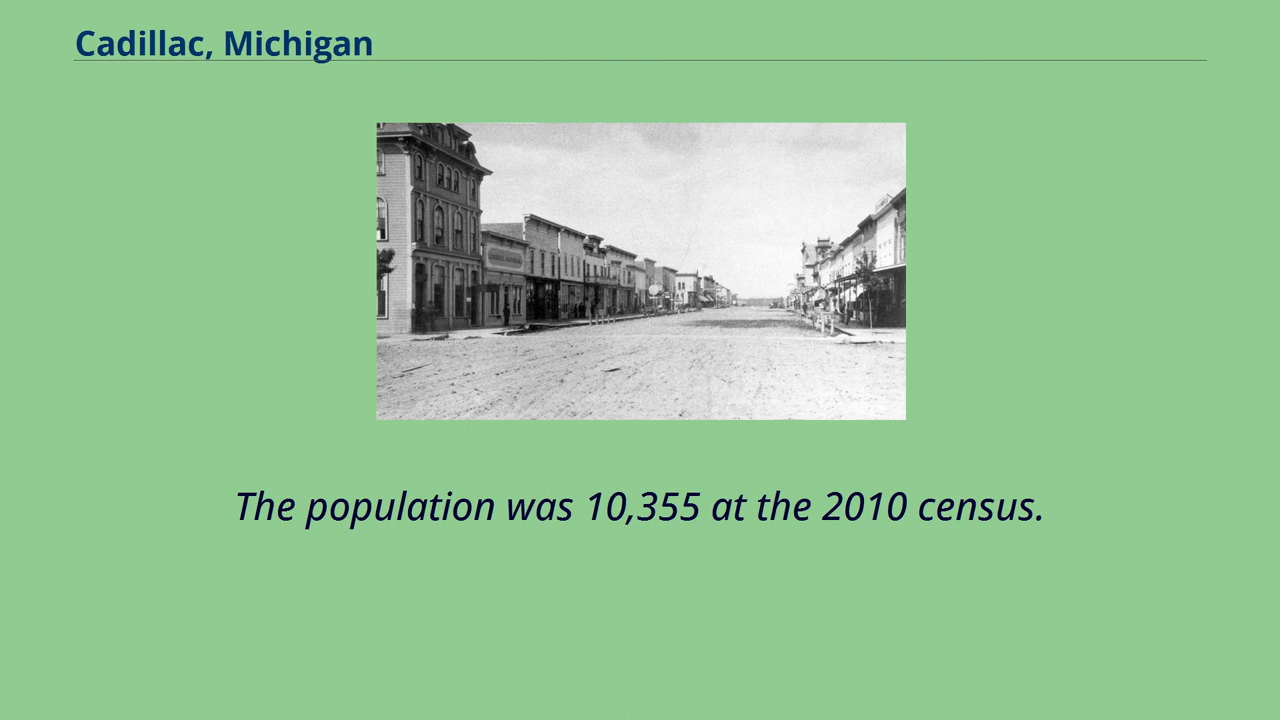 Cadillac, Michigan
The population was 10,355 at the 2010 census.